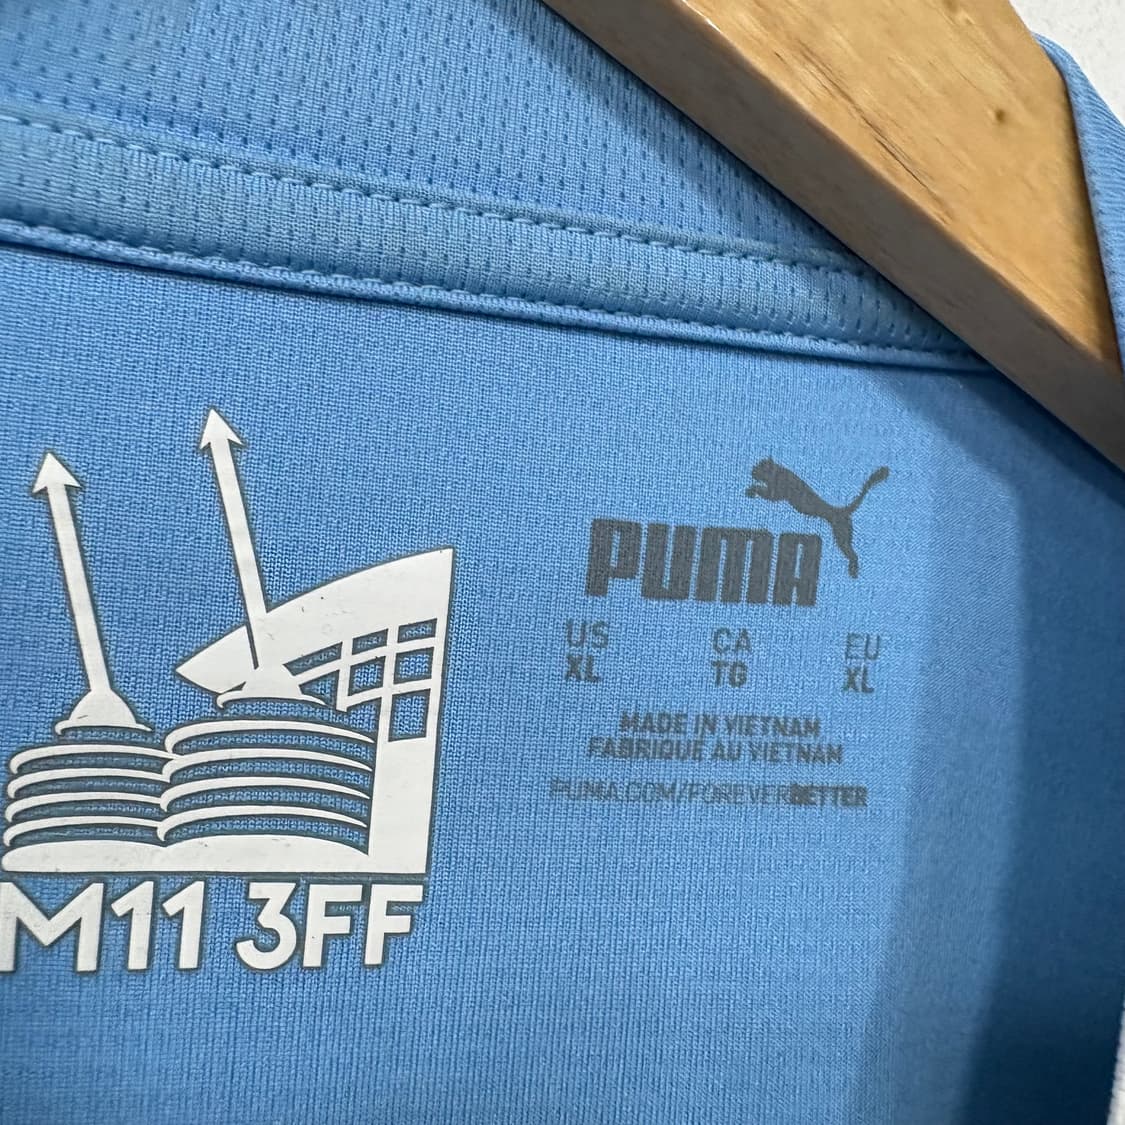 M11 3FF
PUMA
US CA EU
XL TG XL
MADE IN VIETNAM
FABRIQUE AU VIETNAM
PUMA.COM/FOREVERBETTER